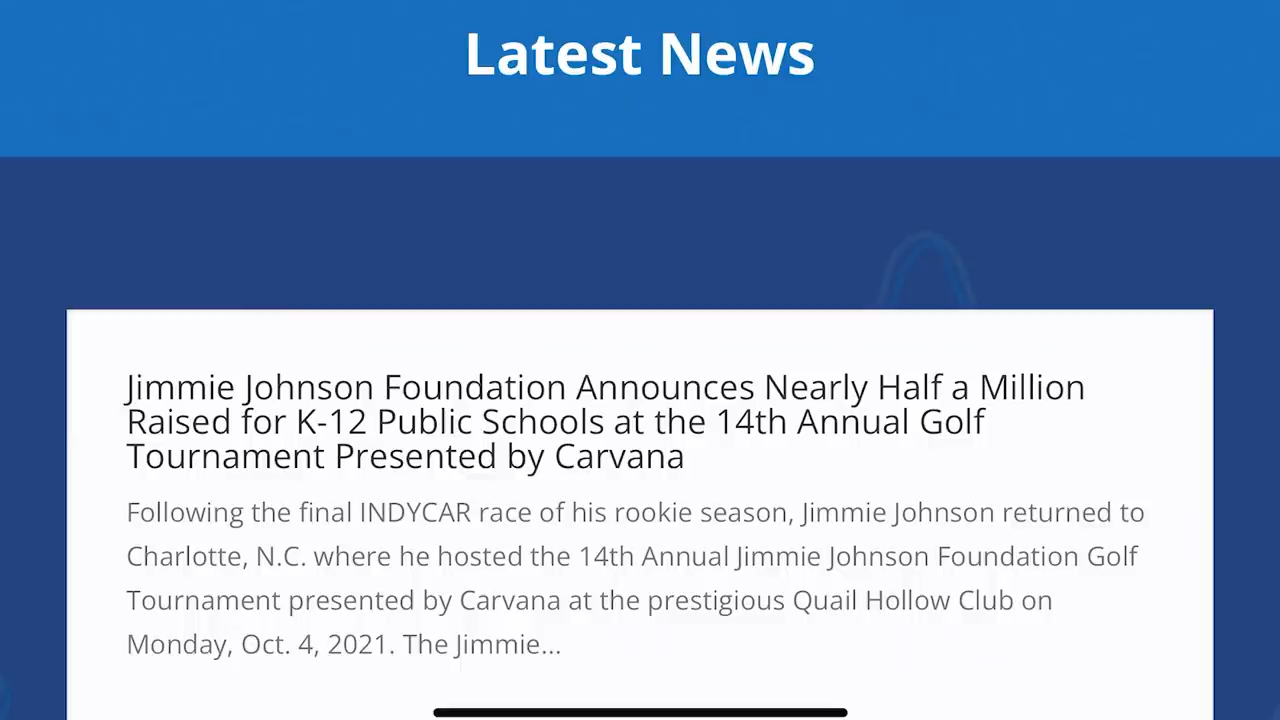 Latest News
Jimmie Johnson Foundation Announces Nearly Half a Million
Raised for K-12 Public Schools at the 14th Annual Golf
Tournament Presented by Carvana
Following the final INDYCAR race of his rookie season, Jimmie Johnson returned to
Charlotte, N.C. where he hosted the 14th Annual Jimmie Johnson Foundation Golf
Tournament presented by Carvana at the prestigious Quail Hollow Club on
Monday, Oct. 4, 2021. The Jimmie...